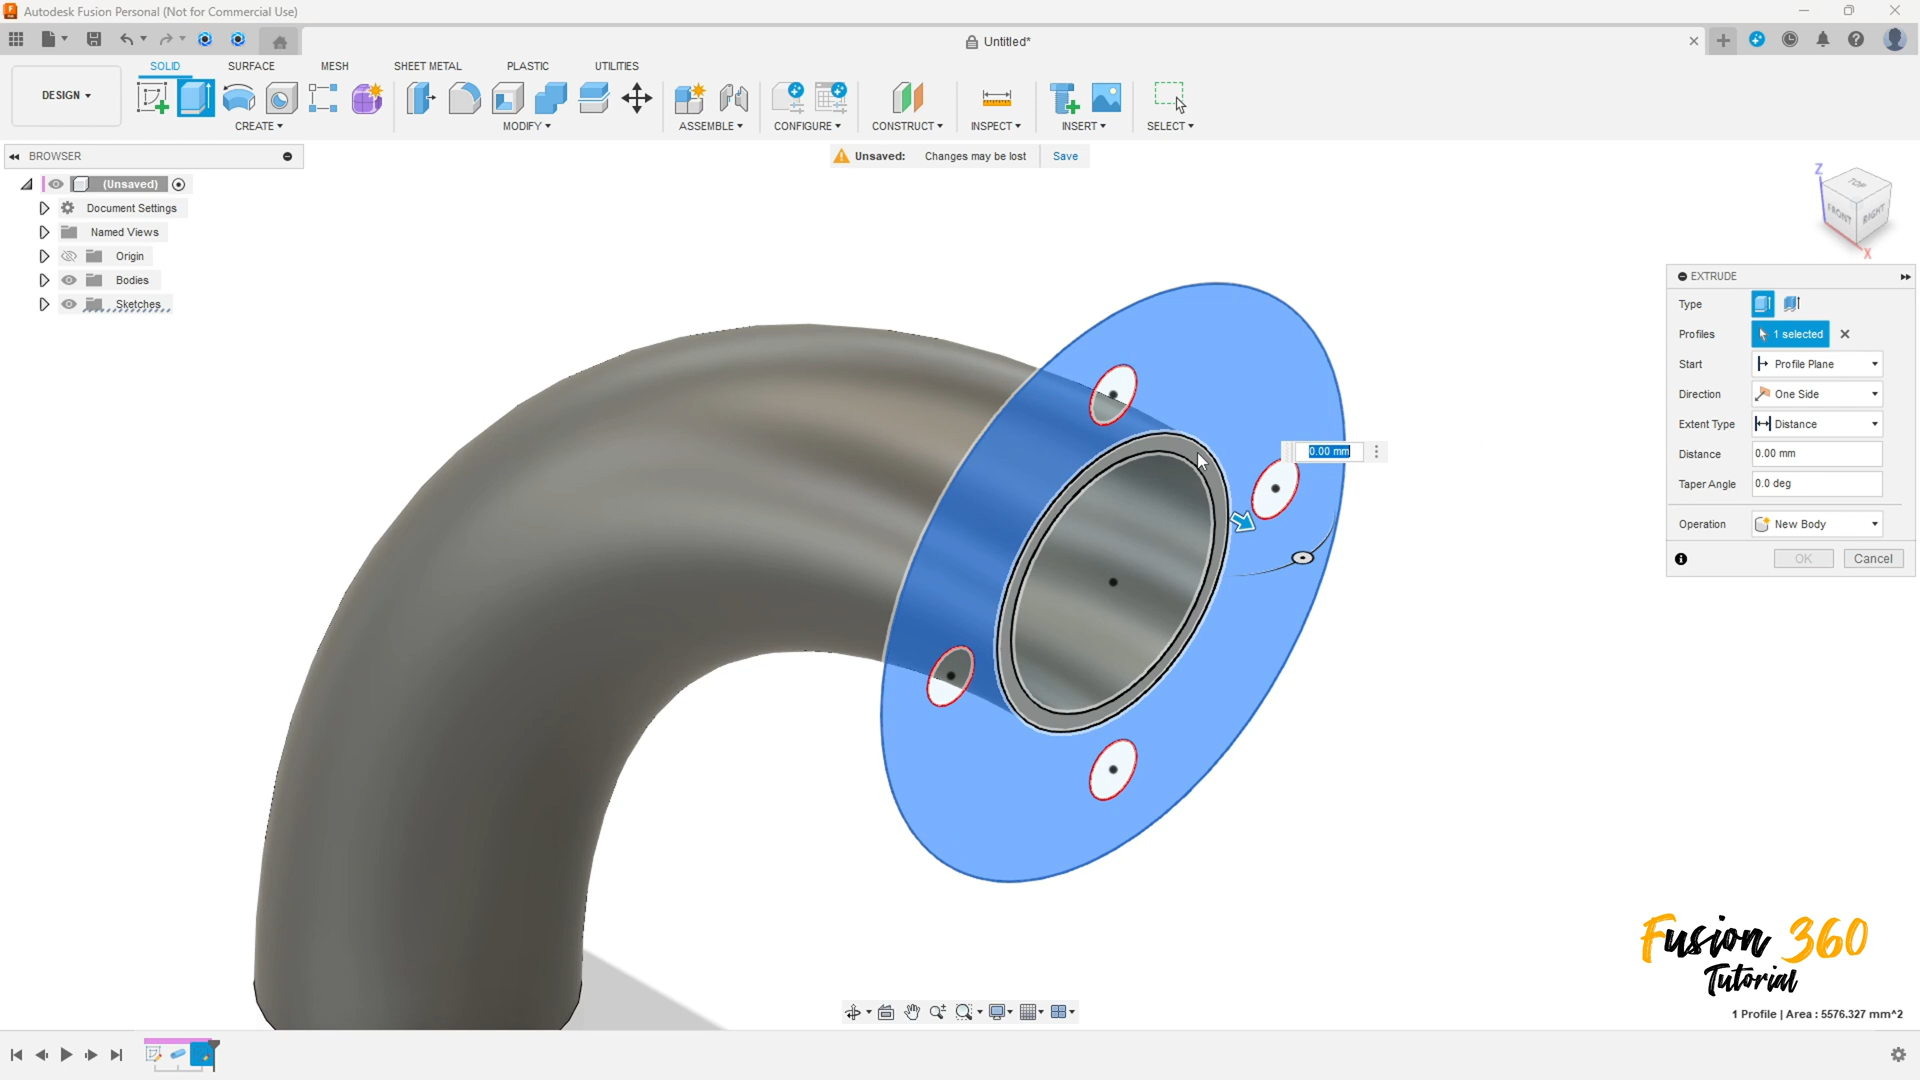 Autodesk Fusion Personal (Not for Commercial Use)
Untitled*
DESIGN
SOLID
SURFACE
MESH
SHEET METAL
PLASTIC
UTILITIES
CREATE
MODIFY
ASSEMBLE
CONFIGURE
CONSTRUCT
INSPECT
INSERT
SELECT
BROWSER
Unsaved: Changes may be lost Save
(Unsaved)
Document Settings
Named Views
Origin
Bodies
Sketches
Z
TOP
FRONT
RIGHT
X
EXTRUDE
Type
Profiles 1 selected
Start Profile Plane
Direction One Side
Extent Type Distance
Distance 0.00 mm
Taper Angle 0.0 deg
Operation New Body
OK Cancel
0.00 mm
Fusion 360
Tutorial
1 Profile | Area : 5576.327 mm^2